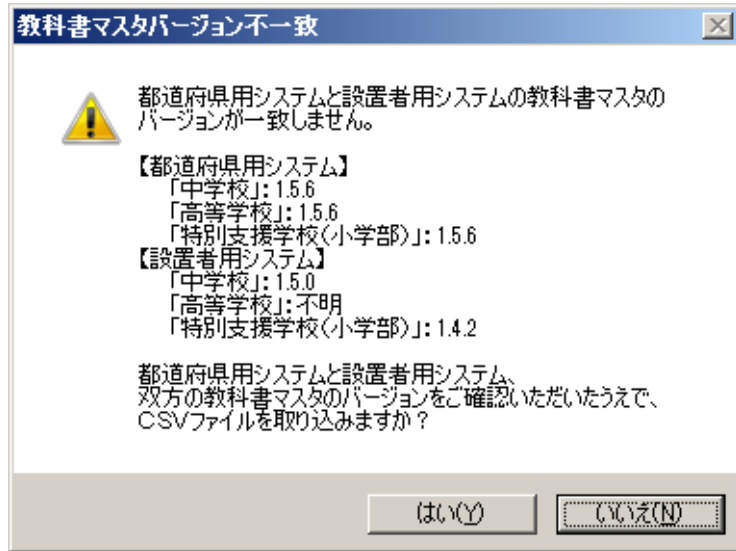 教科書マスタバージョン不一致
都道府県用システムと設置者用システムの教科書マスタの
バージョンが一致しません。
【都道府県用システム】
「中学校」：1.5.6
「高等学校」：1.5.6
「特別支援学校(小学部)」：1.5.6
【設置者用システム】
「中学校」：1.5.0
「高等学校」：不明
「特別支援学校(小学部)」：1.4.2
都道府県用システムと設置者用システム、
双方の教科書マスタのバージョンをご確認いただいたうえで、
CSVファイルを取り込みますか？
はい(Y) いいえ(N)